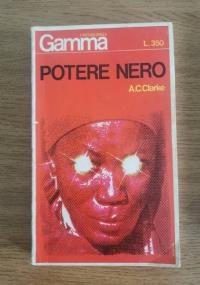 Gamma
L.350
POTERE NERO
A.C.Clarke